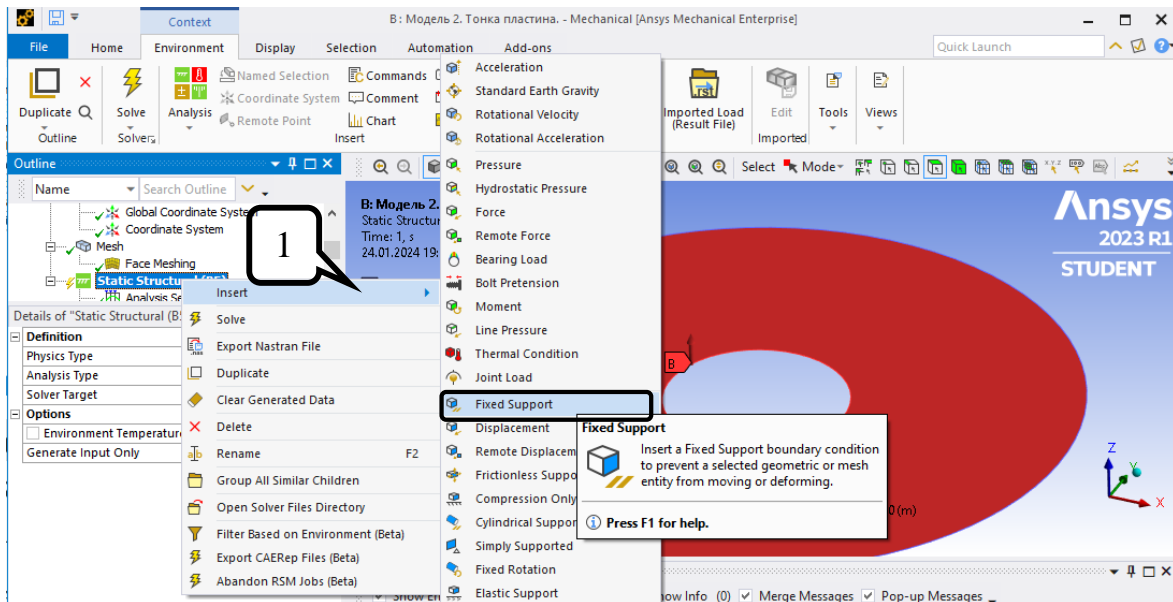 Context
B : Модель 2. Тонка пластина. - Mechanical [Ansys Mechanical Enterprise]
File Home Environment Display Selection Automation Add-ons Quick Launch
Duplicate
Outline
Solve
Solvers
Analysis
Named Selection
Coordinate System
Remote Point
Commands
Comment
Chart
Insert
Imported Load
(Result File)
Edit
Imported
Tools
Views
Outline
Name Search Outline
Global Coordinate System
Coordinate System
Mesh
Face Meshing
Static Structural (B5)
Analysis Se
1
Select Mode
B: Модель 2.
Static Structur
Time: 1, s
24.01.2024 19:
Details of "Static Structural (B5
Definition
Physics Type
Analysis Type
Solver Target
Options
Environment Temperature
Generate Input Only
Insert
Solve
Export Nastran File
Duplicate
Clear Generated Data
Delete
Rename F2
Group All Similar Children
Open Solver Files Directory
Filter Based on Environment (Beta)
Export CAERep Files (Beta)
Abandon RSM Jobs (Beta)
Acceleration
Standard Earth Gravity
Rotational Velocity
Rotational Acceleration
Pressure
Hydrostatic Pressure
Force
Remote Force
Bearing Load
Bolt Pretension
Moment
Line Pressure
Thermal Condition
Joint Load
Fixed Support
Displacement
Remote Displacem
Frictionless Suppo
Compression Only
Cylindrical Suppor
Simply Supported
Fixed Rotation
Elastic Support
Fixed Support
Insert a Fixed Support boundary condition
to prevent a selected geometric or mesh
entity from moving or deforming.
Press F1 for help.
B
Ansys
2023 R1
STUDENT
Z
Y
X
0 (m)
Show Info (0) Merge Messages Pop-up Messages